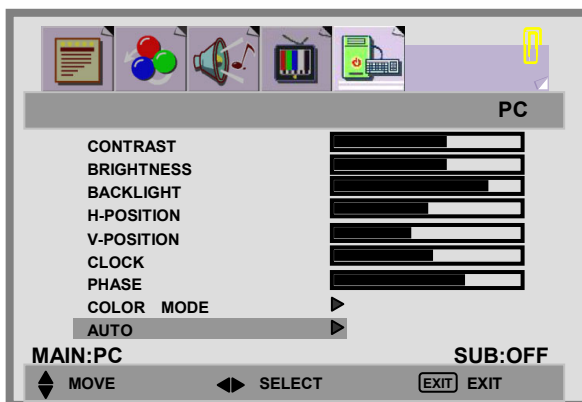 PC
CONTRAST
BRIGHTNESS
BACKLIGHT
H-POSITION
V-POSITION
CLOCK
PHASE
COLOR MODE
AUTO
MAIN:PC SUB:OFF
MOVE SELECT EXIT EXIT